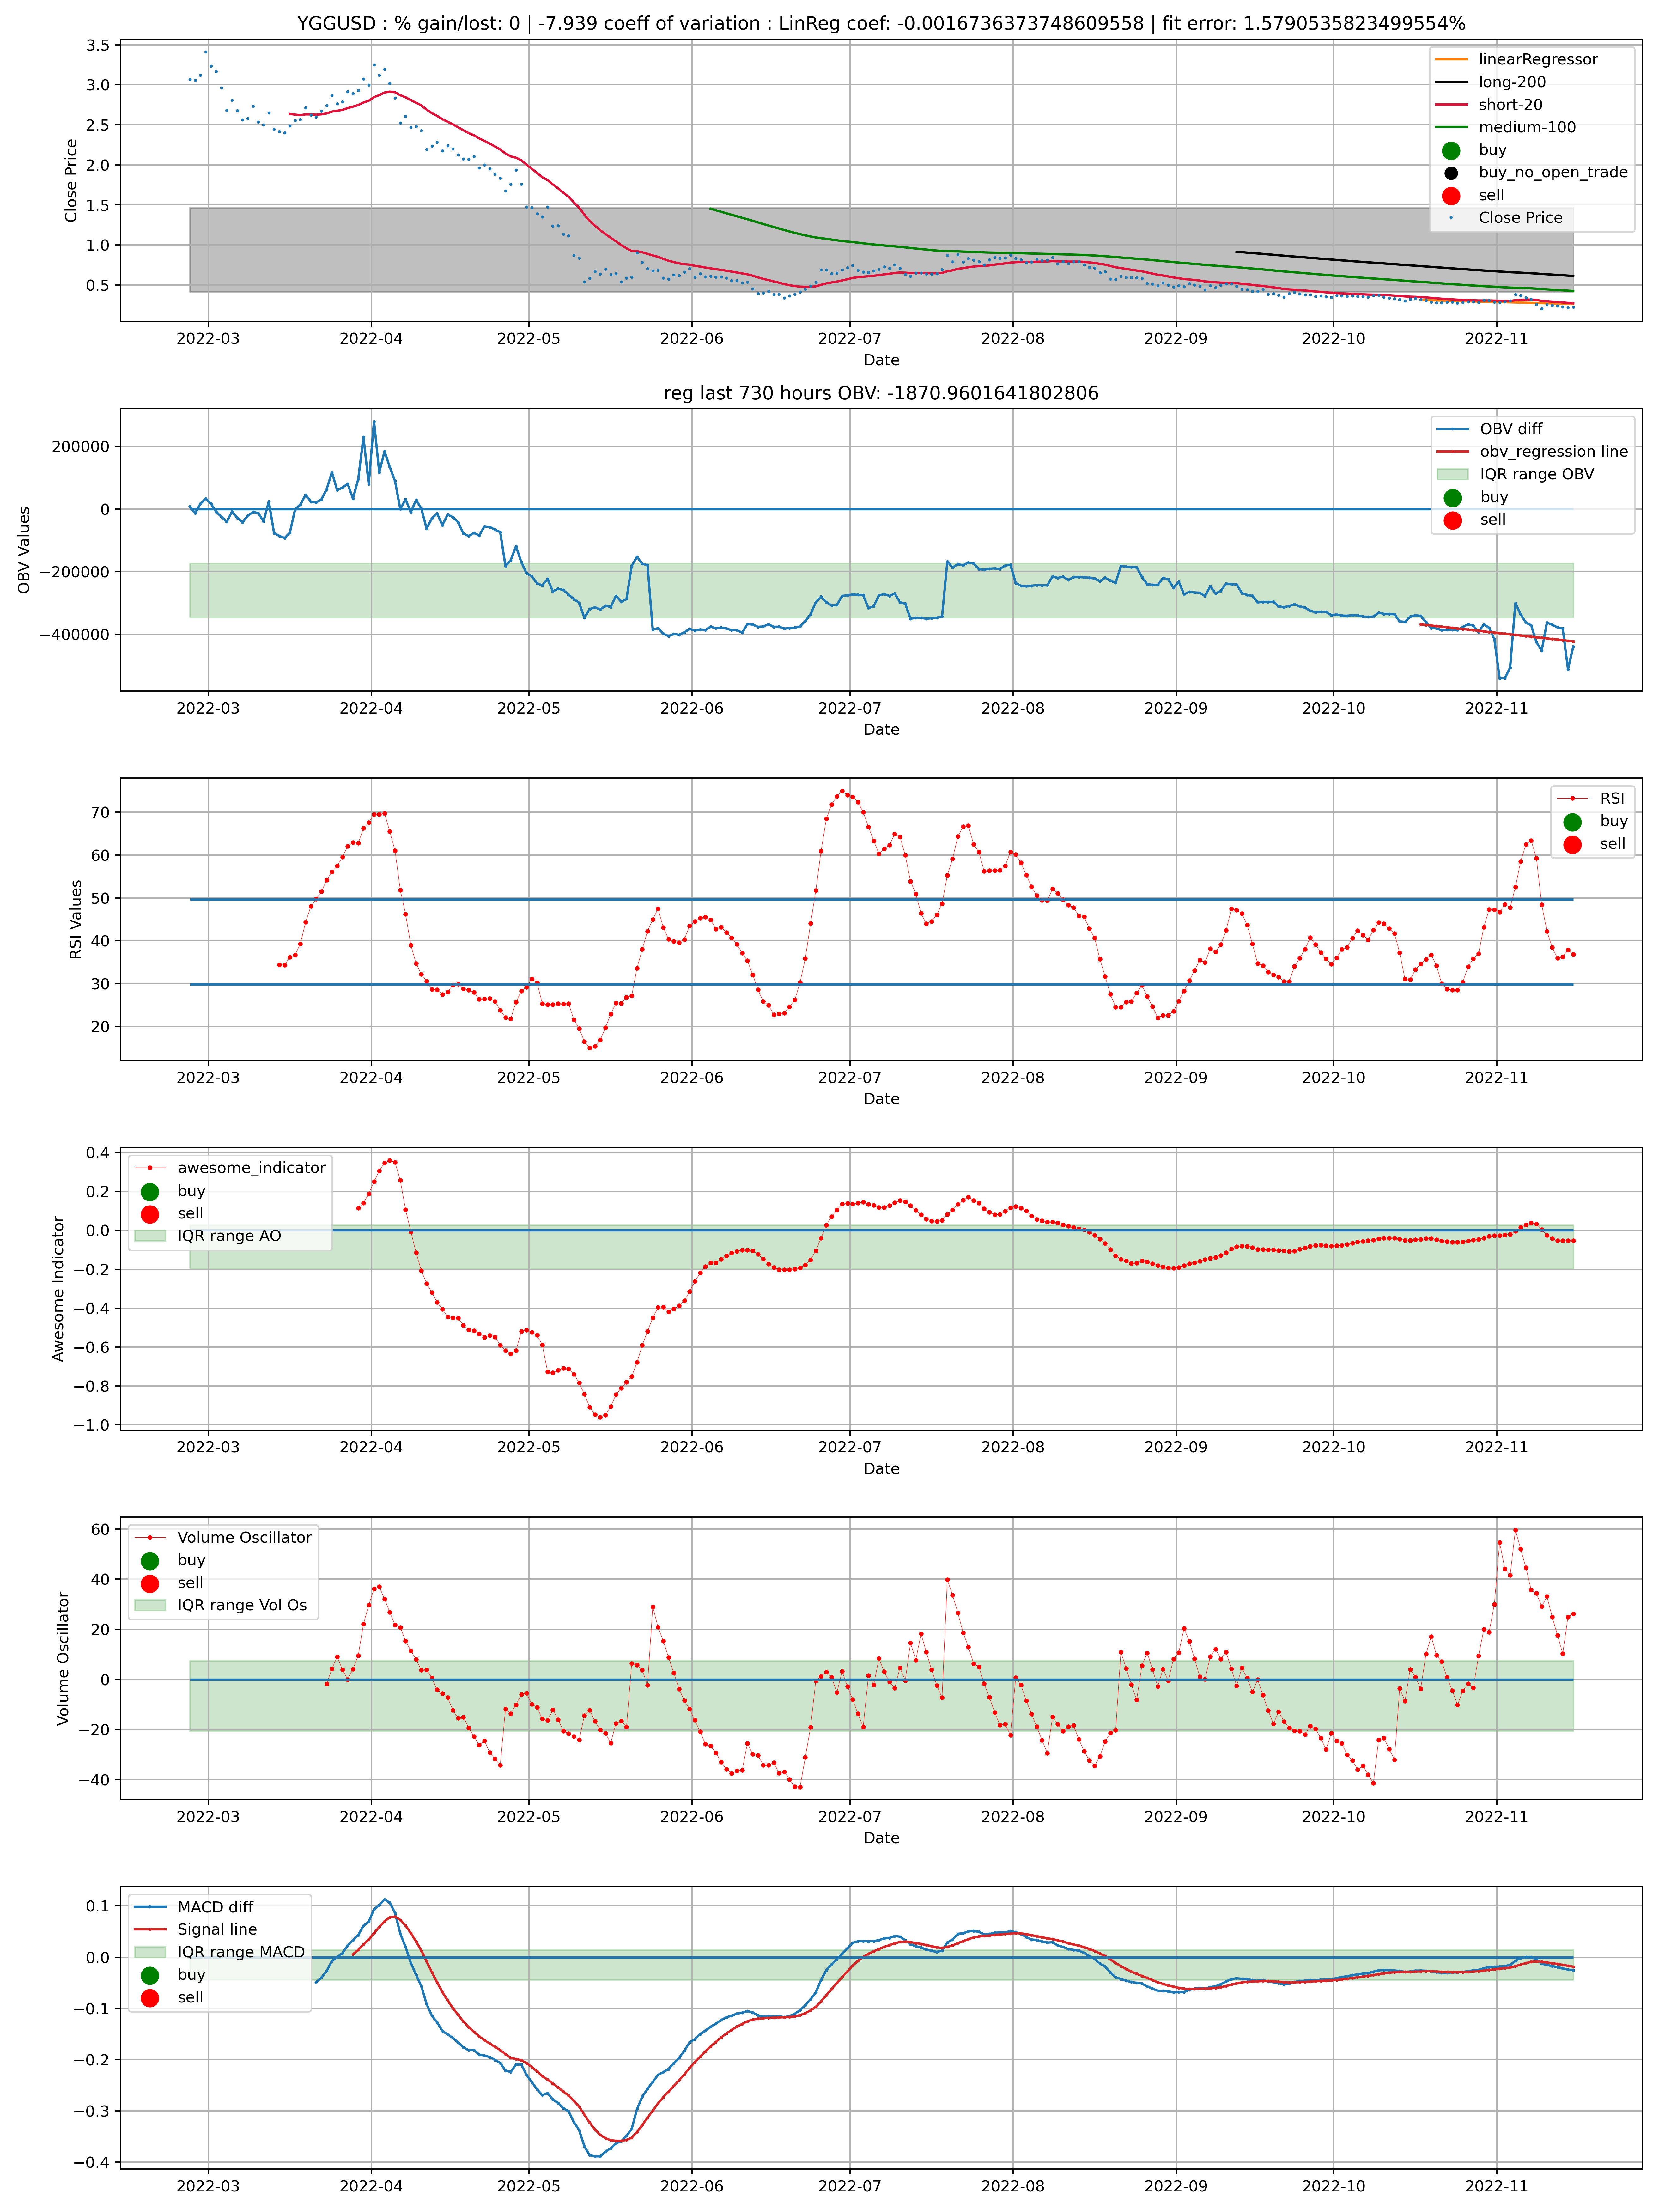 YGGUSD : % gain/lost: 0 | -7.939 coeff of variation : LinReg coef: -0.0016736373748609558 | fit error: 1.5790535823499554%
Close Price
3.5
3.0
2.5
2.0
1.5
1.0
0.5
linearRegressor
long-200
short-20
medium-100
buy
buy_no_open_trade
sell
Close Price
2022-03 2022-04 2022-05 2022-06 2022-07 2022-08 2022-09 2022-10 2022-11
Date
reg last 730 hours OBV: -1870.9601641802806
OBV Values
200000
0
−200000
−400000
OBV diff
obv_regression line
IQR range OBV
buy
sell
2022-03 2022-04 2022-05 2022-06 2022-07 2022-08 2022-09 2022-10 2022-11
Date
RSI Values
70
60
50
40
30
20
RSI
buy
sell
2022-03 2022-04 2022-05 2022-06 2022-07 2022-08 2022-09 2022-10 2022-11
Date
Awesome Indicator
0.4
0.2
0.0
−0.2
−0.4
−0.6
−0.8
−1.0
awesome_indicator
buy
sell
IQR range AO
2022-03 2022-04 2022-05 2022-06 2022-07 2022-08 2022-09 2022-10 2022-11
Date
Volume Oscillator
60
40
20
0
−20
−40
Volume Oscillator
buy
sell
IQR range Vol Os
2022-03 2022-04 2022-05 2022-06 2022-07 2022-08 2022-09 2022-10 2022-11
Date
0.1
0.0
−0.1
−0.2
−0.3
−0.4
MACD diff
Signal line
IQR range MACD
buy
sell
2022-03 2022-04 2022-05 2022-06 2022-07 2022-08 2022-09 2022-10 2022-11